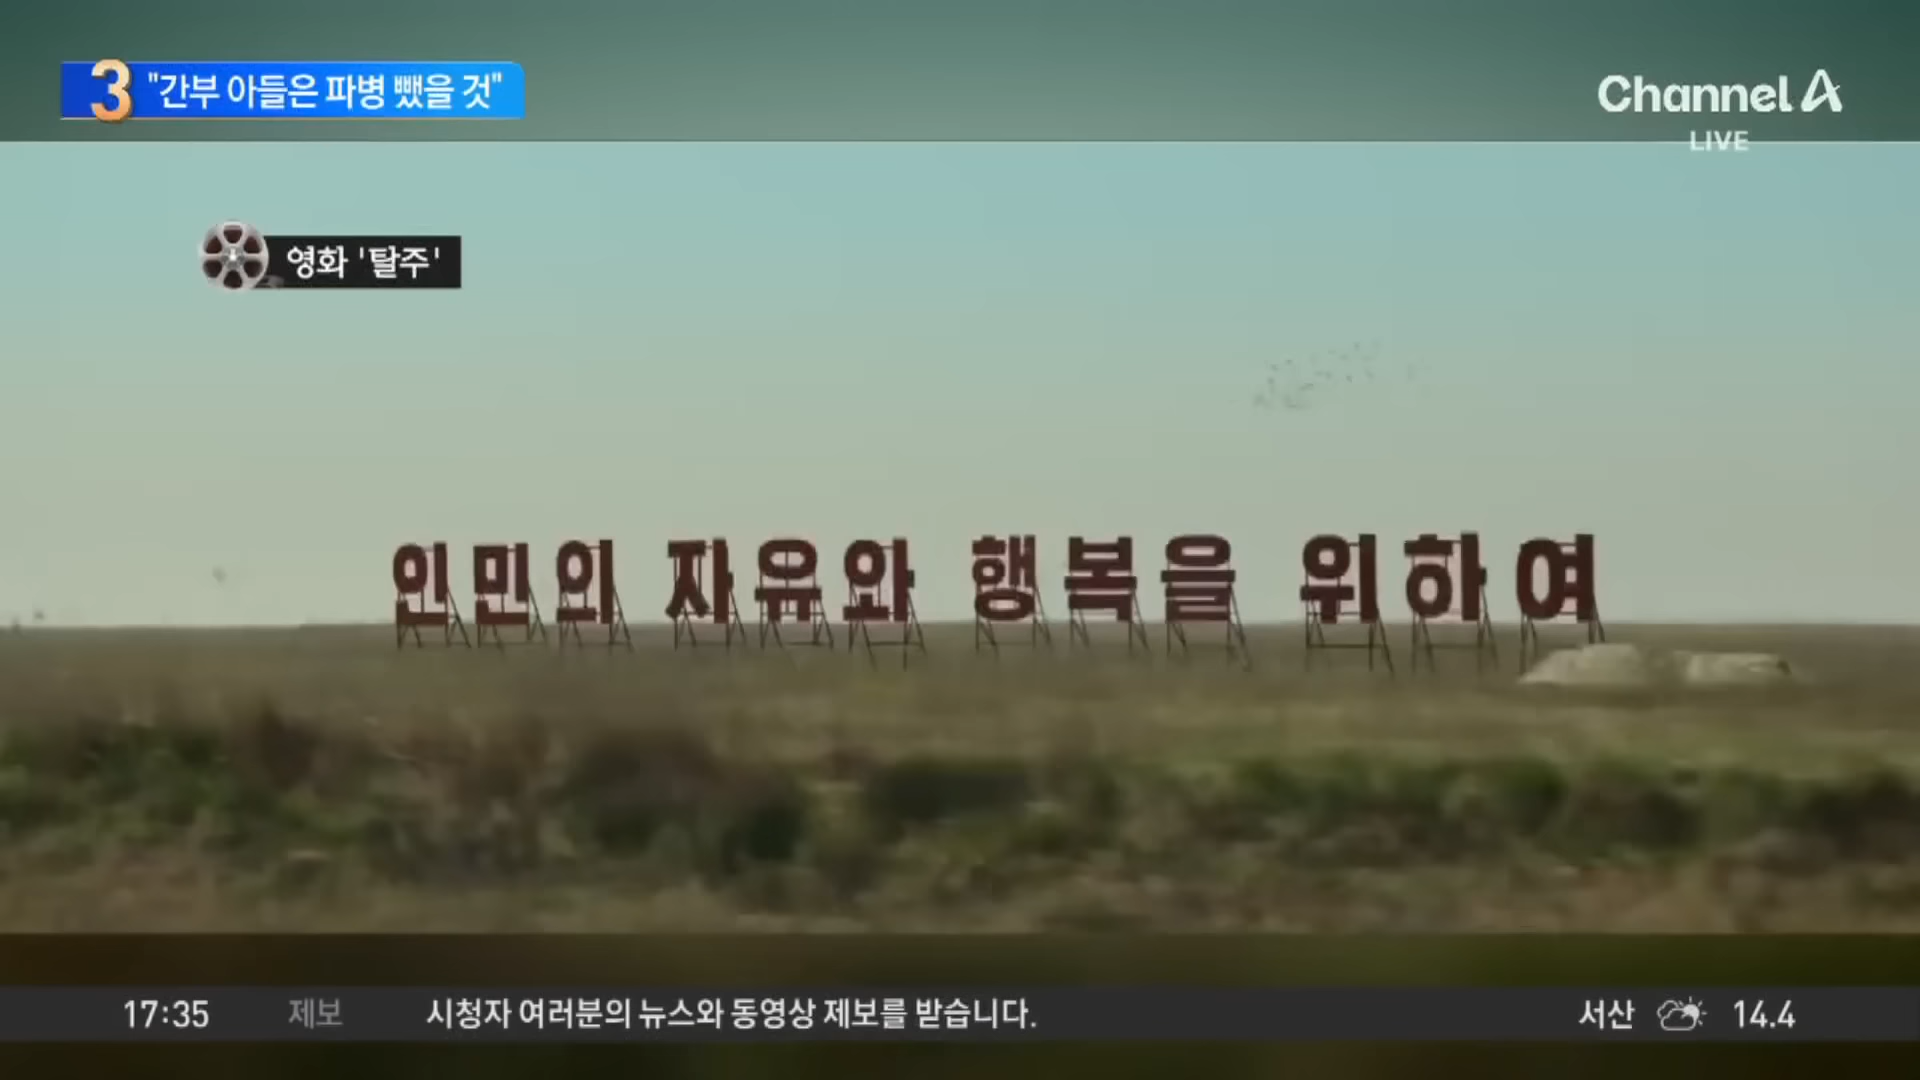 3 "간부 아들은 파병 뺐을 것"
Channel A
LIVE
영화 '탈주'
인민의 자유와 행복을 위하여
17:35 제보 시청자 여러분의 뉴스와 동영상 제보를 받습니다. 서산 14.4